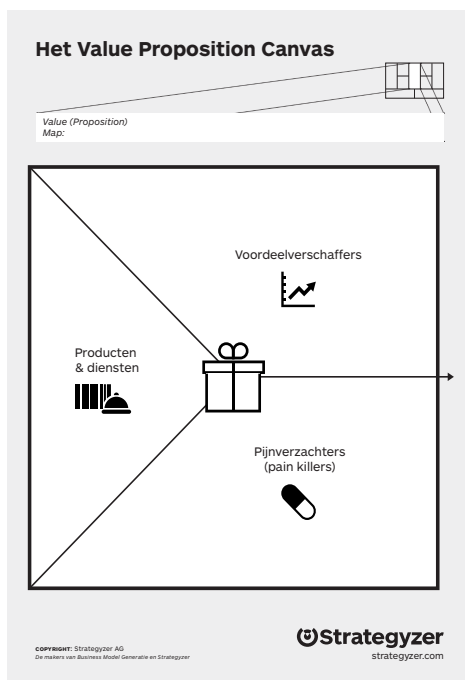 Het Value Proposition Canvas
Value (Proposition)
Map:
Voordeelverschaffers
Producten
& diensten
Pijnverzachters
(pain killers)
Strategyzer
COPYRIGHT: Strategyzer AG
De makers van Business Model Generatie en Strategyzer
strategyzer.com